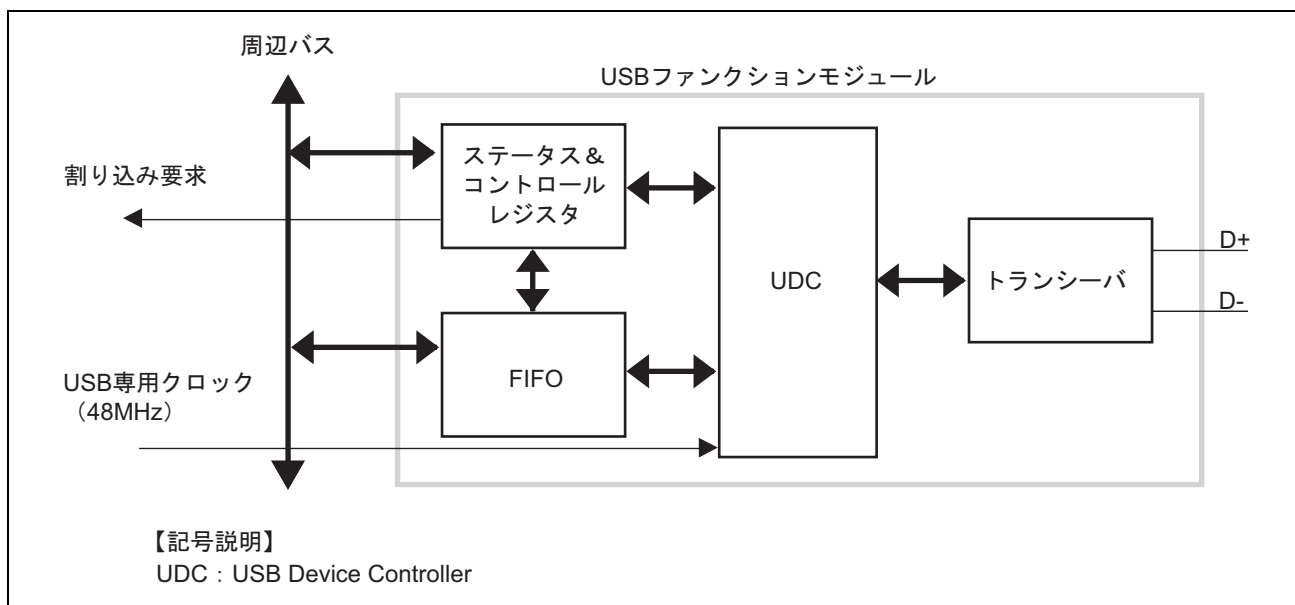 周辺バス
USBファンクションモジュール
割り込み要求
ステータス＆
コントロール
レジスタ
UDC
トランシーバ
D+
D-
FIFO
USB専用クロック
（48MHz）
【記号説明】
UDC：USB Device Controller